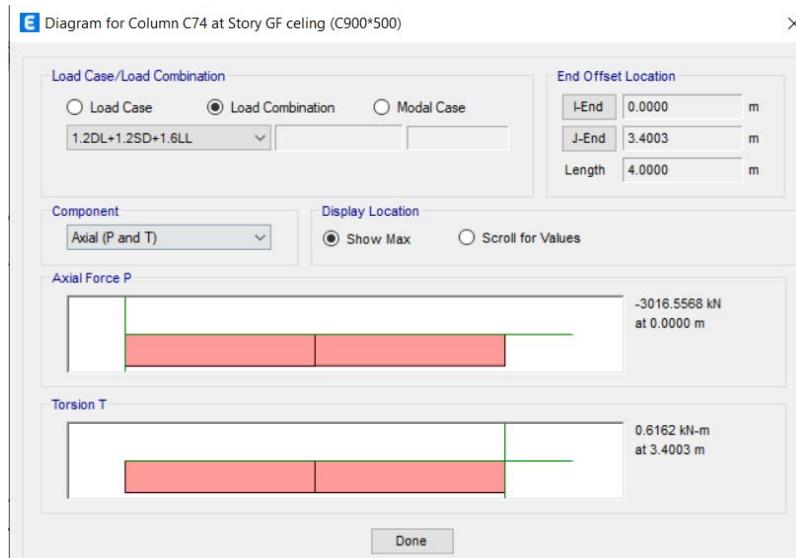 E Diagram for Column C74 at Story GF celing (C900*500)
Load Case/Load Combination
Load Case Load Combination Modal Case
1.2DL+1.2SD+1.6LL
End Offset Location
I-End 0.0000 m
J-End 3.4003 m
Length 4.0000 m
Component
Axial (P and T)
Display Location
Show Max Scroll for Values
Axial Force P
-3016.5568 kN
at 0.0000 m
Torsion T
0.6162 kN-m
at 3.4003 m
Done